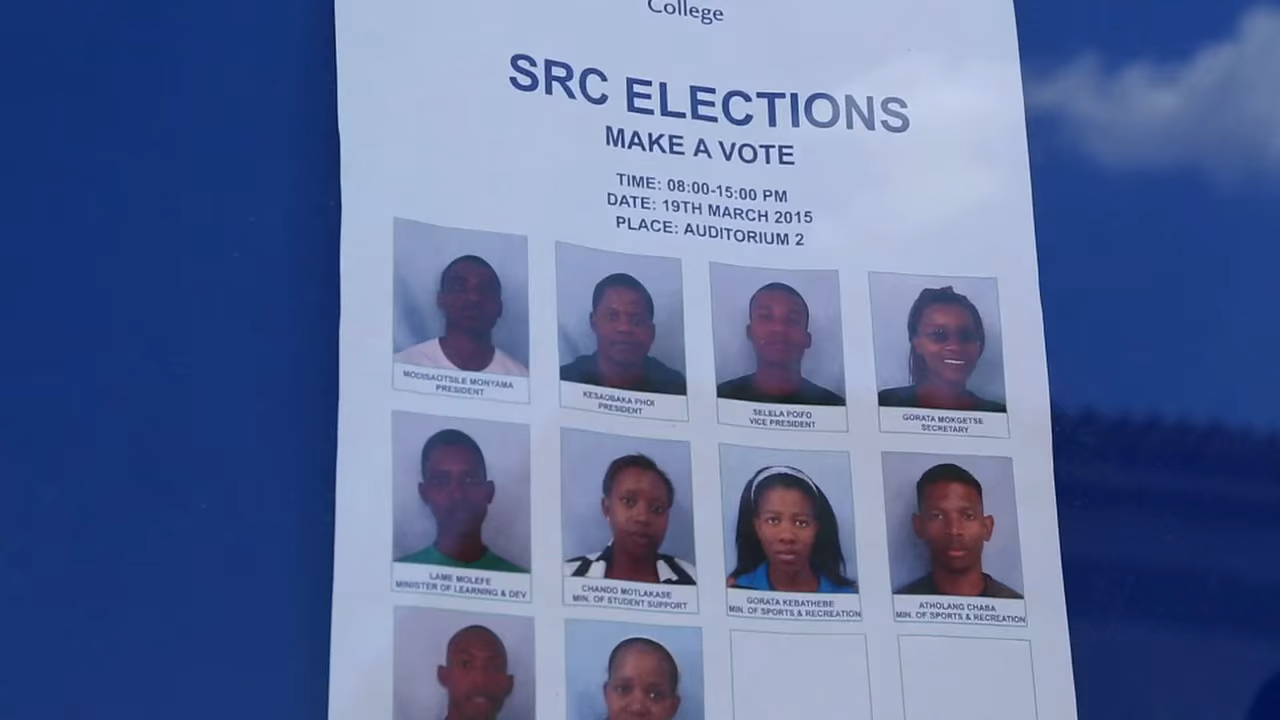 College
SRC ELECTIONS
MAKE A VOTE
TIME: 08:00-15:00 PM
DATE: 19TH MARCH 2015
PLACE: AUDITORIUM 2
MODISAOTSILE MONYAMA
PRESIDENT
KESAOBAKA PHOI
PRESIDENT
SELELA POIFO
VICE PRESIDENT
GORATA MOKGETSE
SECRETARY
LAME MOLEFE
MINISTER OF LEARNING & DEV
CHANDO MOTLAKASE
MIN. OF STUDENT SUPPORT
GORATA KEBATHEBE
MIN. OF SPORTS & RECREATION
ATHOLANG CHABA
MIN. OF SPORTS & RECREATION